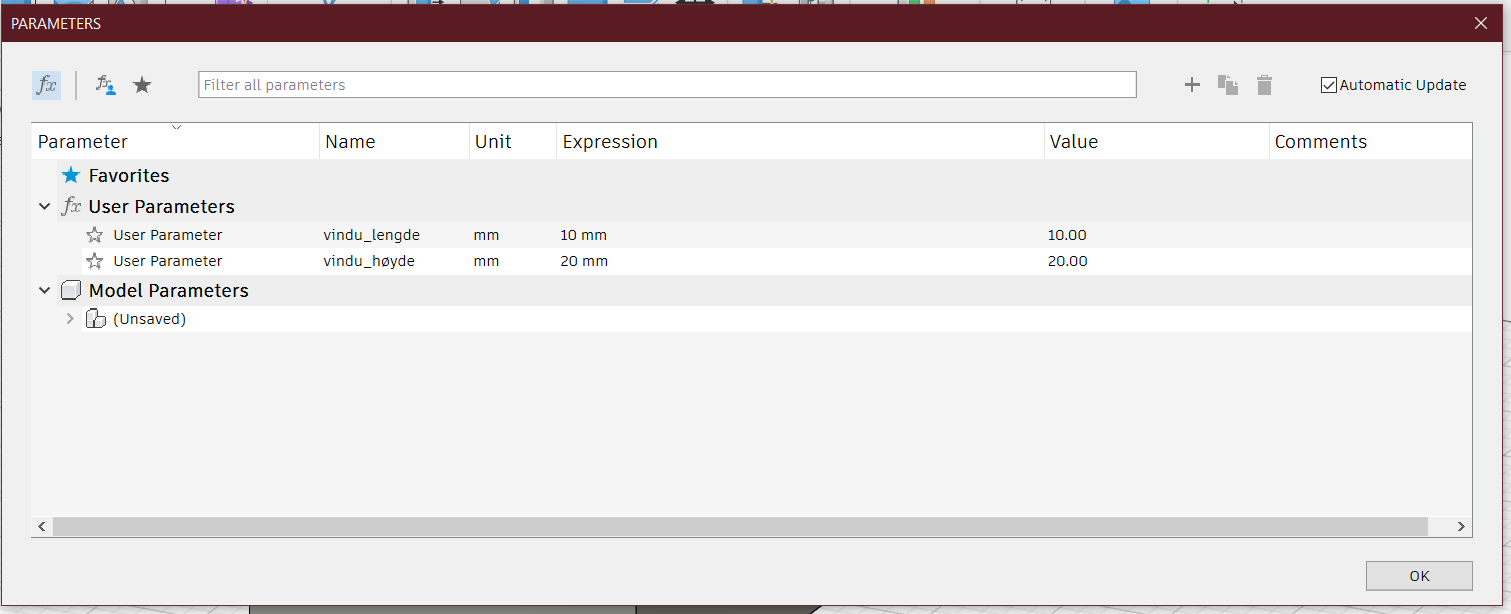 PARAMETERS
fx fx Filter all parameters Automatic Update
Parameter Name Unit Expression Value Comments
Favorites
fx User Parameters
User Parameter vindu_lengde mm 10 mm 10.00
User Parameter vindu_høyde mm 20 mm 20.00
Model Parameters
(Unsaved)
OK